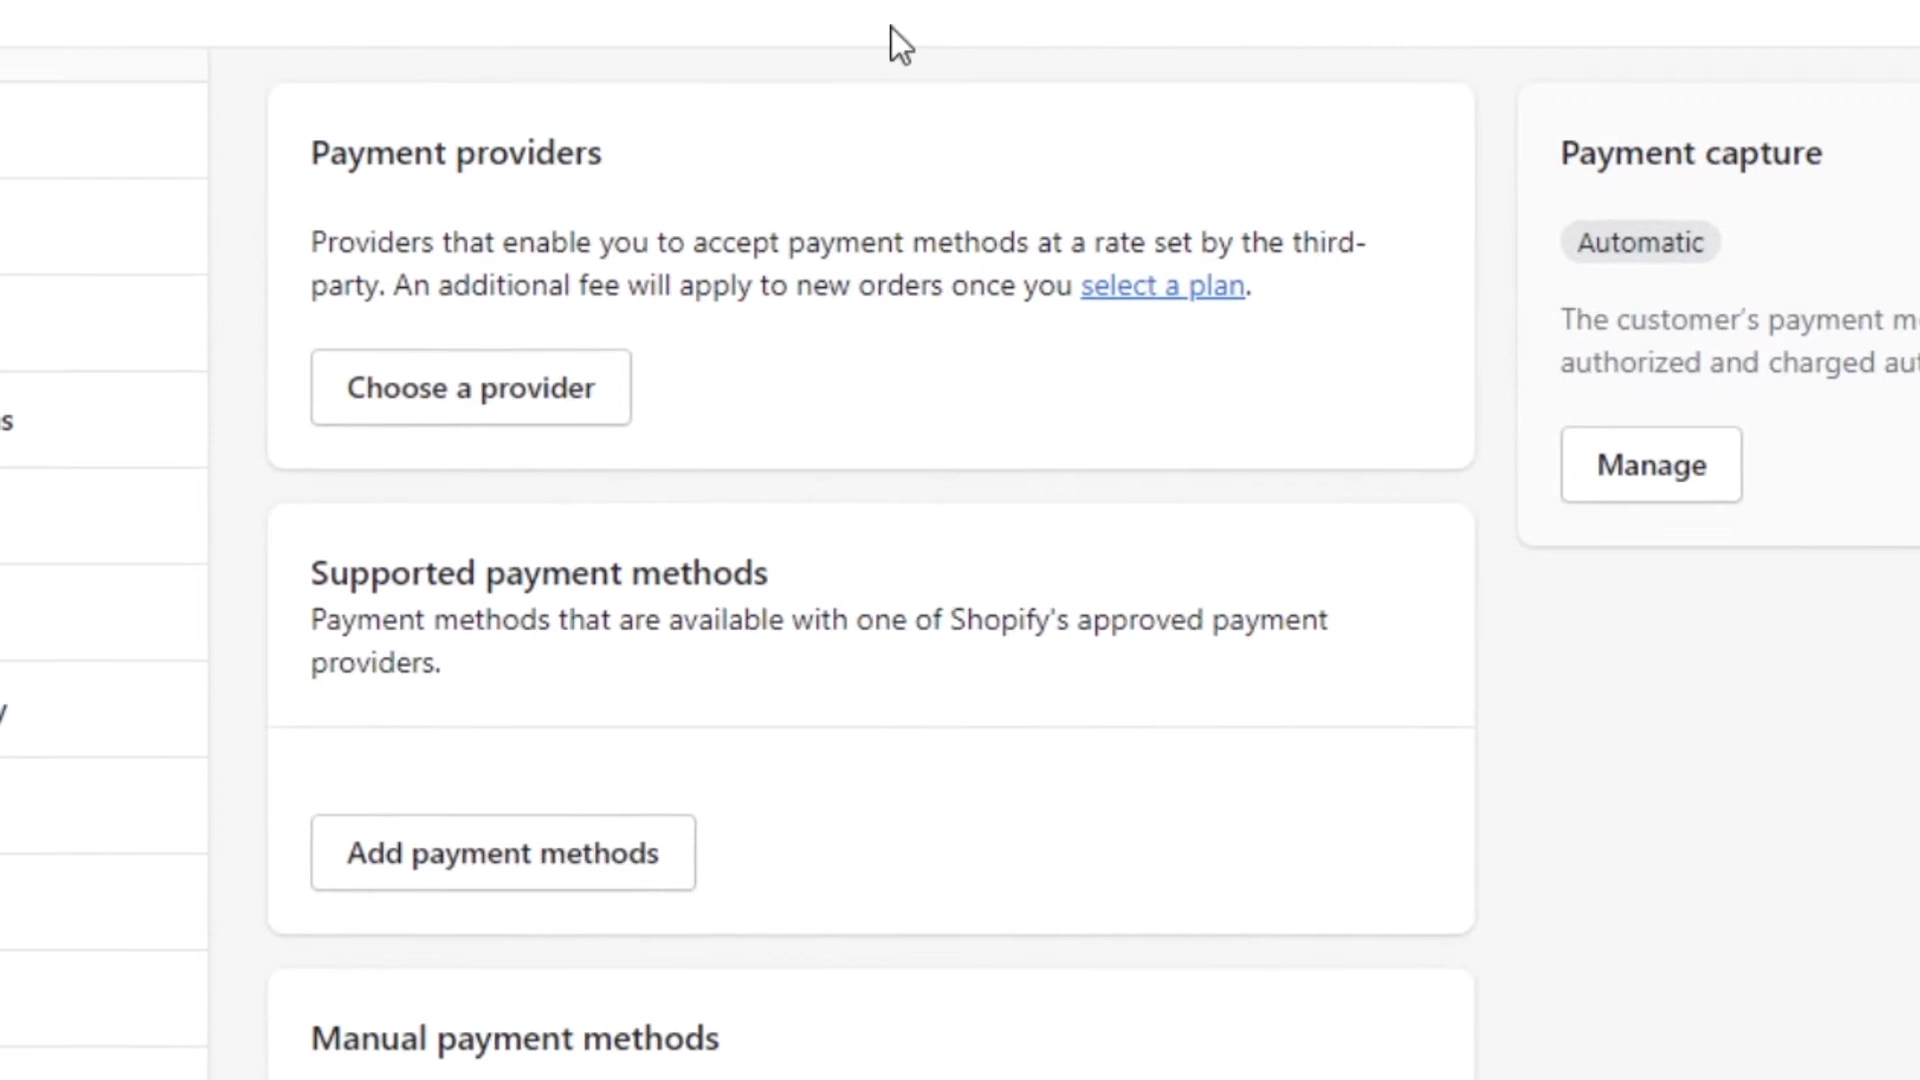 Payment providers
Providers that enable you to accept payment methods at a rate set by the third-
party. An additional fee will apply to new orders once you select a plan.
Choose a provider
Supported payment methods
Payment methods that are available with one of Shopify's approved payment
providers.
Add payment methods
Manual payment methods
Payment capture
Automatic
The customer's payment
authorized and charged
Manage